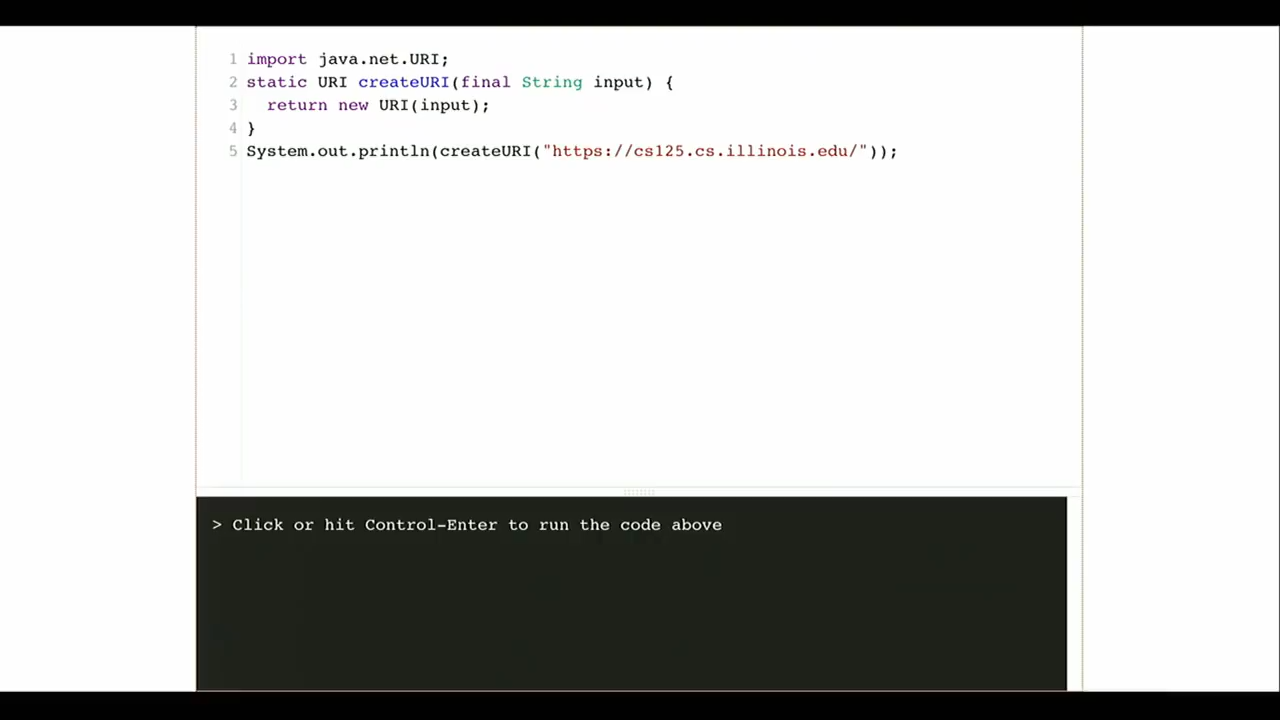 1 import java.net.URI;
2 static URI createURI(final String input) {
3   return new URI(input);
4 }
5 System.out.println(createURI("https://cs125.cs.illinois.edu/"));
> Click or hit Control-Enter to run the code above